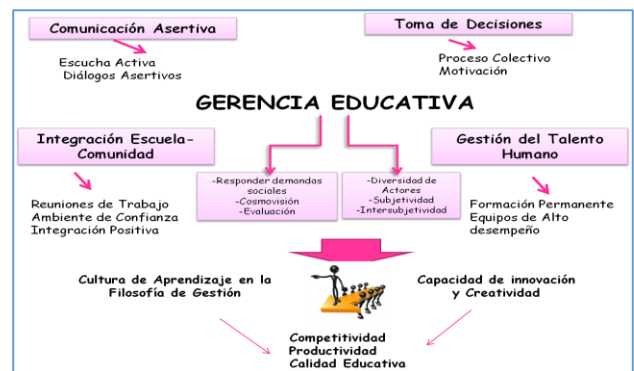 Comunicación Asertiva
Escucha Activa
Diálogos Asertivos
Toma de Decisiones
Proceso Colectivo
Motivación
GERENCIA EDUCATIVA
Integración Escuela-
Comunidad
Reuniones de Trabajo
Ambiente de Confianza
Integración Positiva
-Responder demandas
sociales
-Cosmovisión
-Evaluación
-Diversidad de
Actores
-Subjetividad
-Intersubjetividad
Gestión del Talento
Humano
Formación Permanente
Equipos de Alto
desempeño
Cultura de Aprendizaje en la
Filosofía de Gestión
Capacidad de innovación
y Creatividad
Competitividad
Productividad
Calidad Educativa